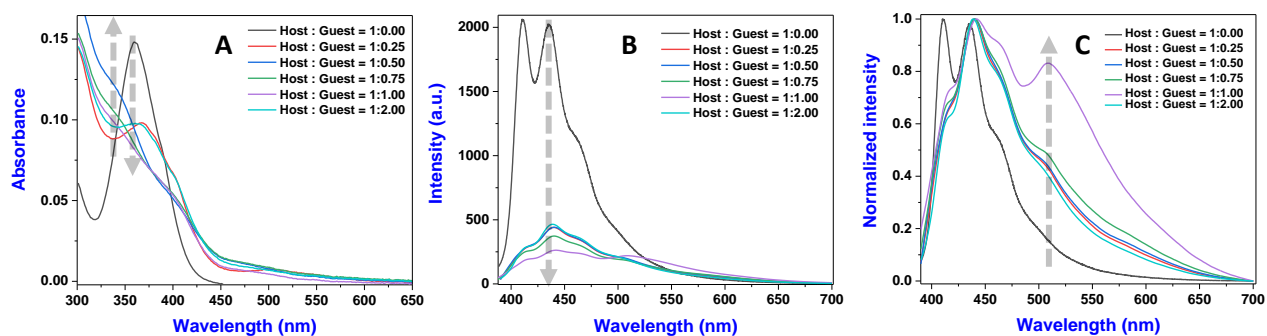 A
Host : Guest = 1:0.00
Host : Guest = 1:0.25
Host : Guest = 1:0.50
Host : Guest = 1:0.75
Host : Guest = 1:1.00
Host : Guest = 1:2.00
0.15
0.10
0.05
0.00
Absorbance
300 350 400 450 500 550 600 650
Wavelength (nm)
B
Host : Guest = 1:0.00
Host : Guest = 1:0.25
Host : Guest = 1:0.50
Host : Guest = 1:0.75
Host : Guest = 1:1.00
Host : Guest = 1:2.00
2000
1500
1000
500
0
Intensity (a.u.)
400 450 500 550 600 650 700
Wavelength (nm)
C
Host : Guest = 1:0.00
Host : Guest = 1:0.25
Host : Guest = 1:0.50
Host : Guest = 1:0.75
Host : Guest = 1:1.00
Host : Guest = 1:2.00
1.0
0.8
0.6
0.4
0.2
0.0
Normalized intensity
400 450 500 550 600 650 700
Wavelength (nm)